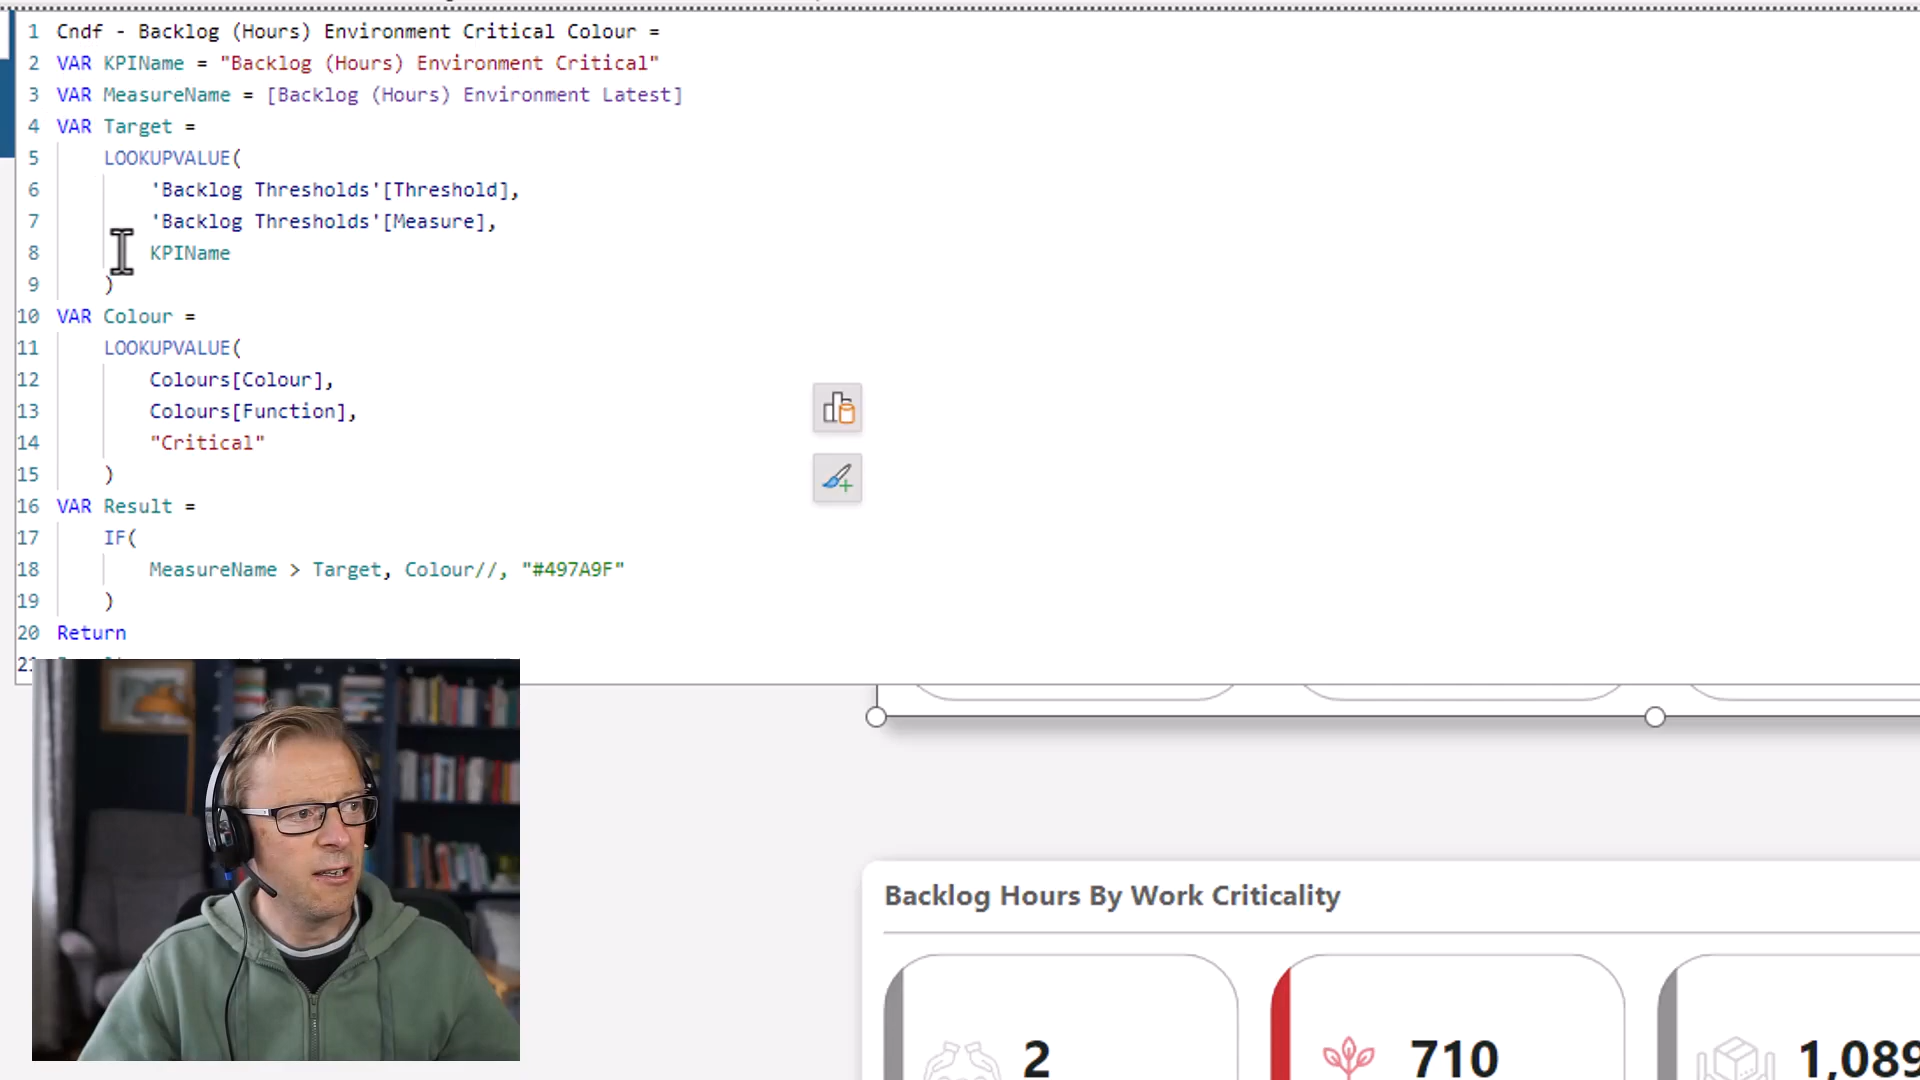 1 Cndf - Backlog (Hours) Environment Critical Colour =
2 VAR KPIName = "Backlog (Hours) Environment Critical"
3 VAR MeasureName = [Backlog (Hours) Environment Latest]
4 VAR Target =
5 LOOKUPVALUE(
6 'Backlog Thresholds'[Threshold],
7 'Backlog Thresholds'[Measure],
8 KPIName
9 )
10 VAR Colour =
11 LOOKUPVALUE(
12 Colours[Colour],
13 Colours[Function],
14 "Critical"
15 )
16 VAR Result =
17 IF(
18 MeasureName > Target, Colour//, "#497A9F"
19 )
20 Return
Backlog Hours By Work Criticality
2 710 1,089